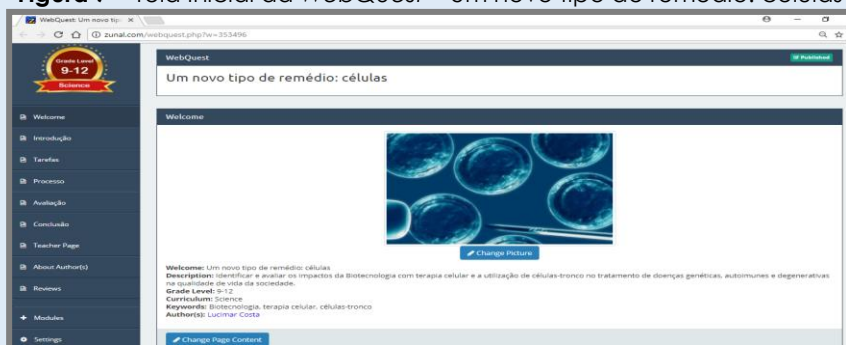 Tela inicial da WebQuest – Um novo tipo de remédio: células
WebQuest: Um novo tip
zunal.com/webquest.php?w=353496
Grade Level
9-12
Science
WebQuest
Published
Um novo tipo de remédio: células
Welcome
Introdução
Tarefas
Processo
Avaliação
Conclusão
Teacher Page
About Author(s)
Reviews
Modules
Settings
Welcome
Change Picture
Welcome: Um novo tipo de remédio: células
Description: Identificar e avaliar os impactos da Biotecnologia com terapia celular e a utilização de células-tronco no tratamento de doenças genéticas, autoimunes e degenerativas
na qualidade de vida da sociedade.
Grade Level: 9-12
Curriculum: Science
Keywords: Biotecnologia, terapia celular, células-tronco
Author(s): Lucimar Costa
Change Page Content